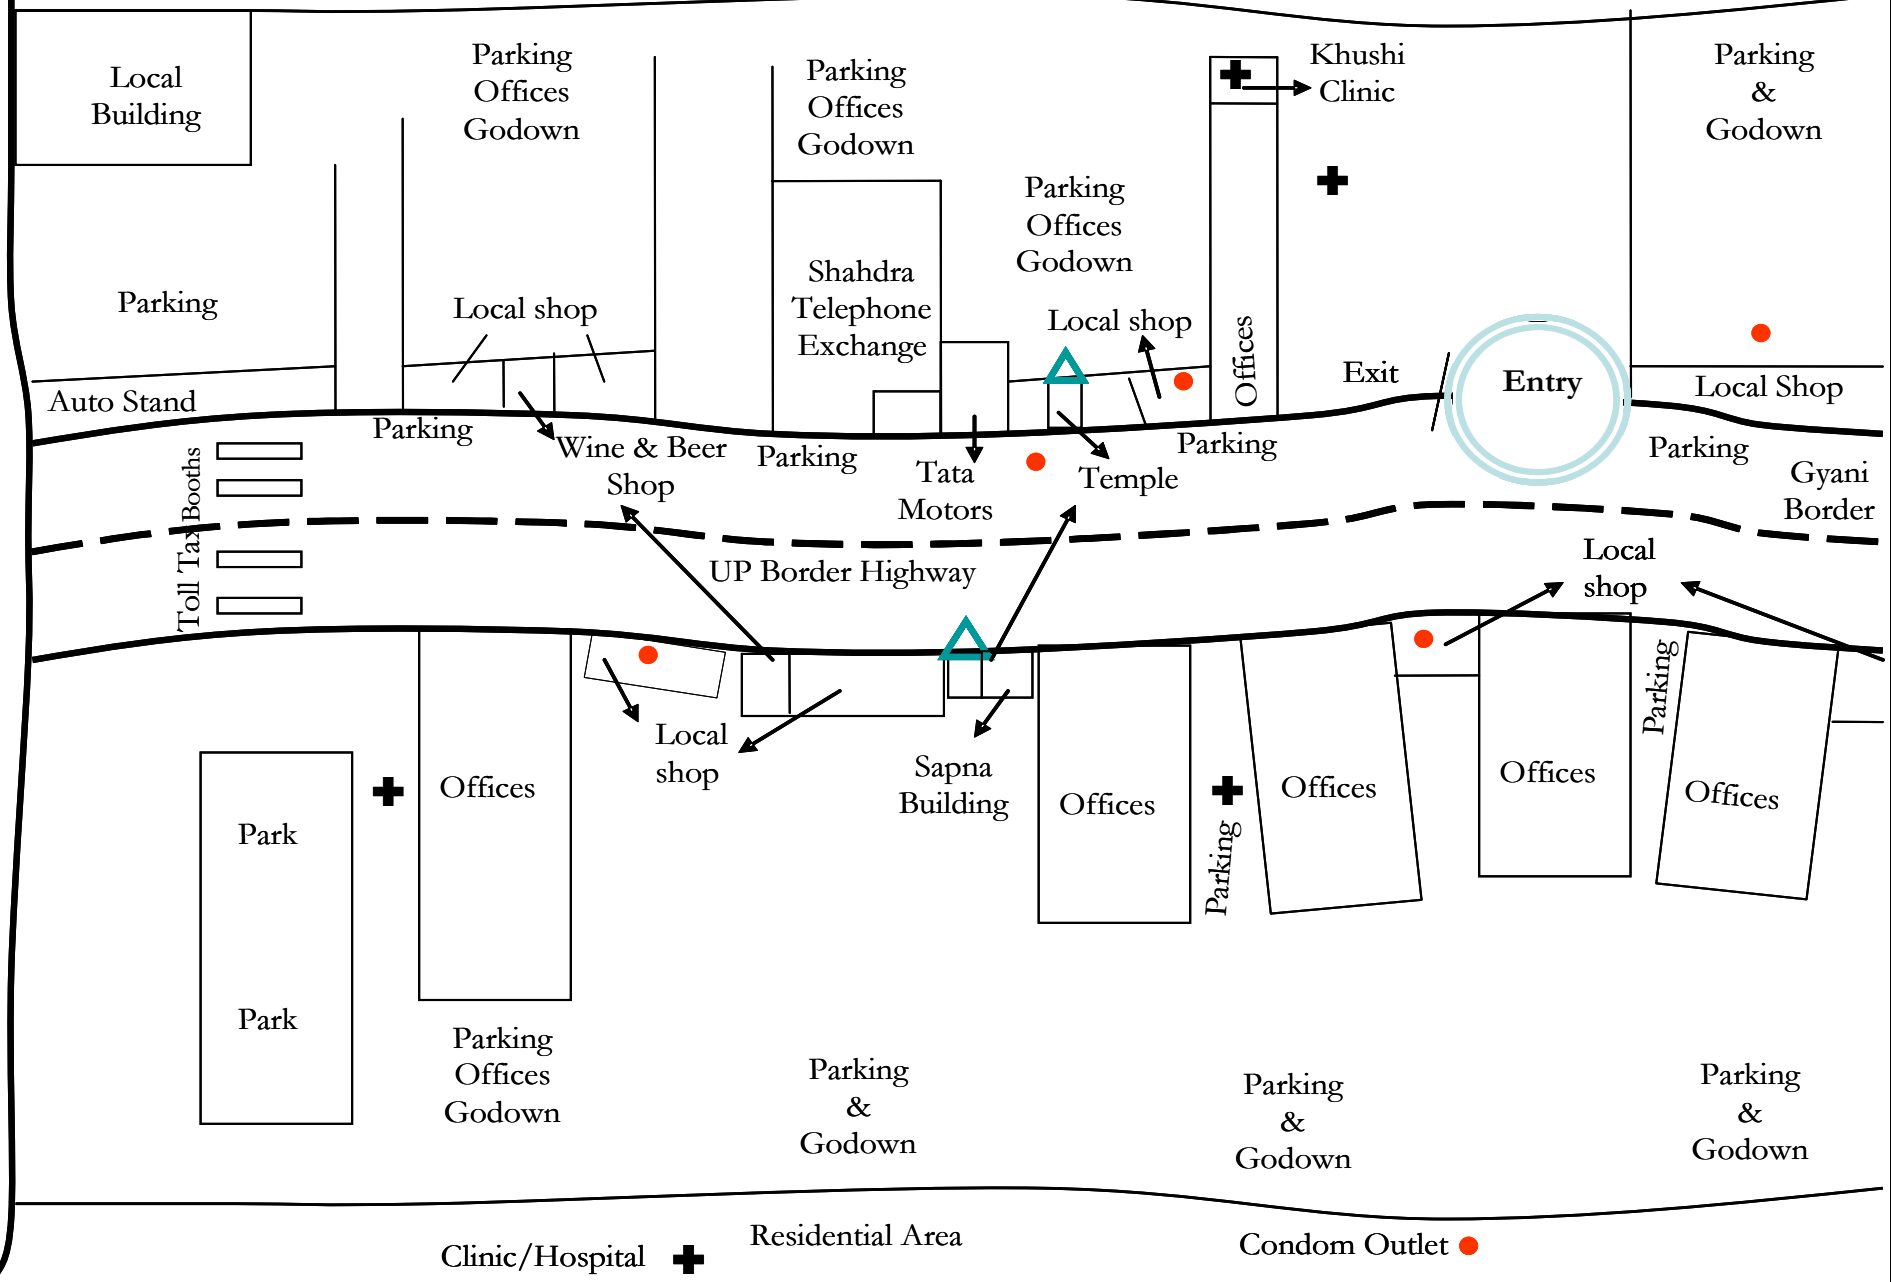 Local
Building
Parking
Offices
Godown
Parking
Offices
Godown
Khushi
Clinic
Parking
&
Godown
Parking
Offices
Godown
Shahdra
Telephone
Exchange
Parking
Local shop
Local shop
Offices
Exit
Entry
Auto Stand
Local Shop
Parking
Wine & Beer
Shop
Parking
Tata
Motors
Temple
Parking
Parking
Gyani
Border
Toll Tax Booths
UP Border Highway
Local
shop
Local
shop
Sapna
Building
Parking
Offices
Offices
Parking
Offices
Offices
Offices
Park
Park
Parking
Offices
Godown
Parking
&
Godown
Parking
&
Godown
Parking
&
Godown
Residential Area
Clinic/Hospital
Condom Outlet